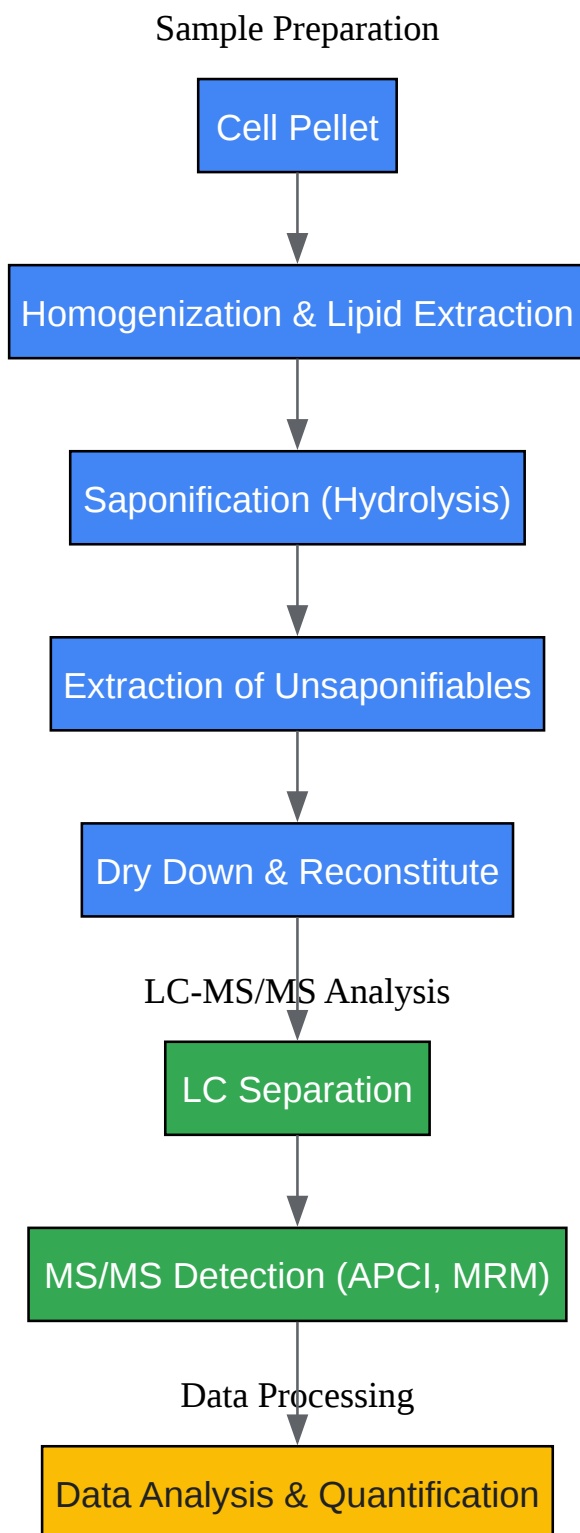 Sample Preparation
Cell Pellet
Homogenization & Lipid Extraction
Saponification (Hydrolysis)
Extraction of Unsaponifiables
Dry Down & Reconstitute
LC-MS/MS Analysis
LC Separation
MS/MS Detection (APCI, MRM)
Data Processing
Data Analysis & Quantification